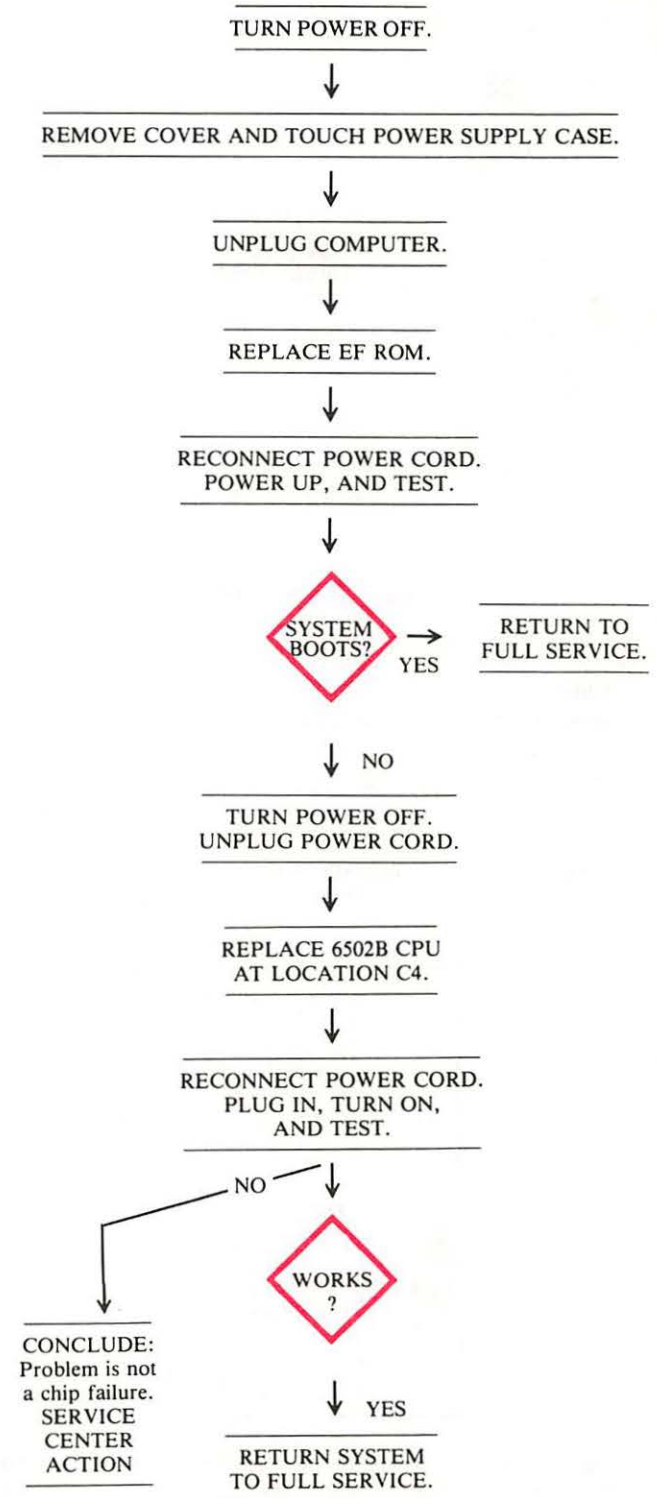 TURN POWER OFF.
REMOVE COVER AND TOUCH POWER SUPPLY CASE.
UNPLUG COMPUTER.
REPLACE EF ROM.
RECONNECT POWER CORD.
POWER UP, AND TEST.
SYSTEM
BOOTS?
YES
RETURN TO
FULL SERVICE.
NO
TURN POWER OFF.
UNPLUG POWER CORD.
REPLACE 6502B CPU
AT LOCATION C4.
RECONNECT POWER CORD.
PLUG IN, TURN ON,
AND TEST.
NO
WORKS
?
CONCLUDE:
Problem is not
a chip failure.
SERVICE
CENTER
ACTION
YES
RETURN SYSTEM
TO FULL SERVICE.